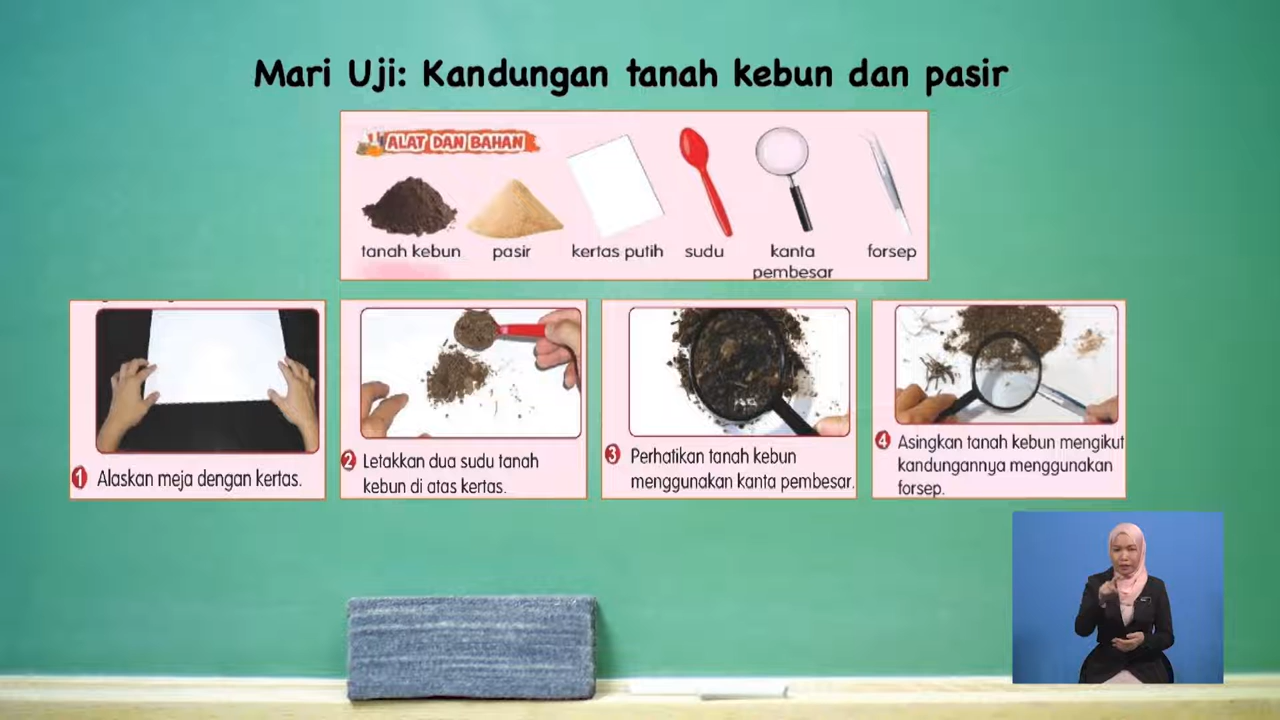 Mari Uji: Kandungan tanah kebun dan pasir
ALAT DAN BAHAN
tanah kebun
pasir
kertas putih
sudu
kanta
pembesar
forsep
1 Alaskan meja dengan kertas.
2 Letakkan dua sudu tanah
kebun di atas kertas.
3 Perhatikan tanah kebun
menggunakan kanta pembesar.
4 Asingkan tanah kebun mengikut
kandungannya menggunakan
forsep.